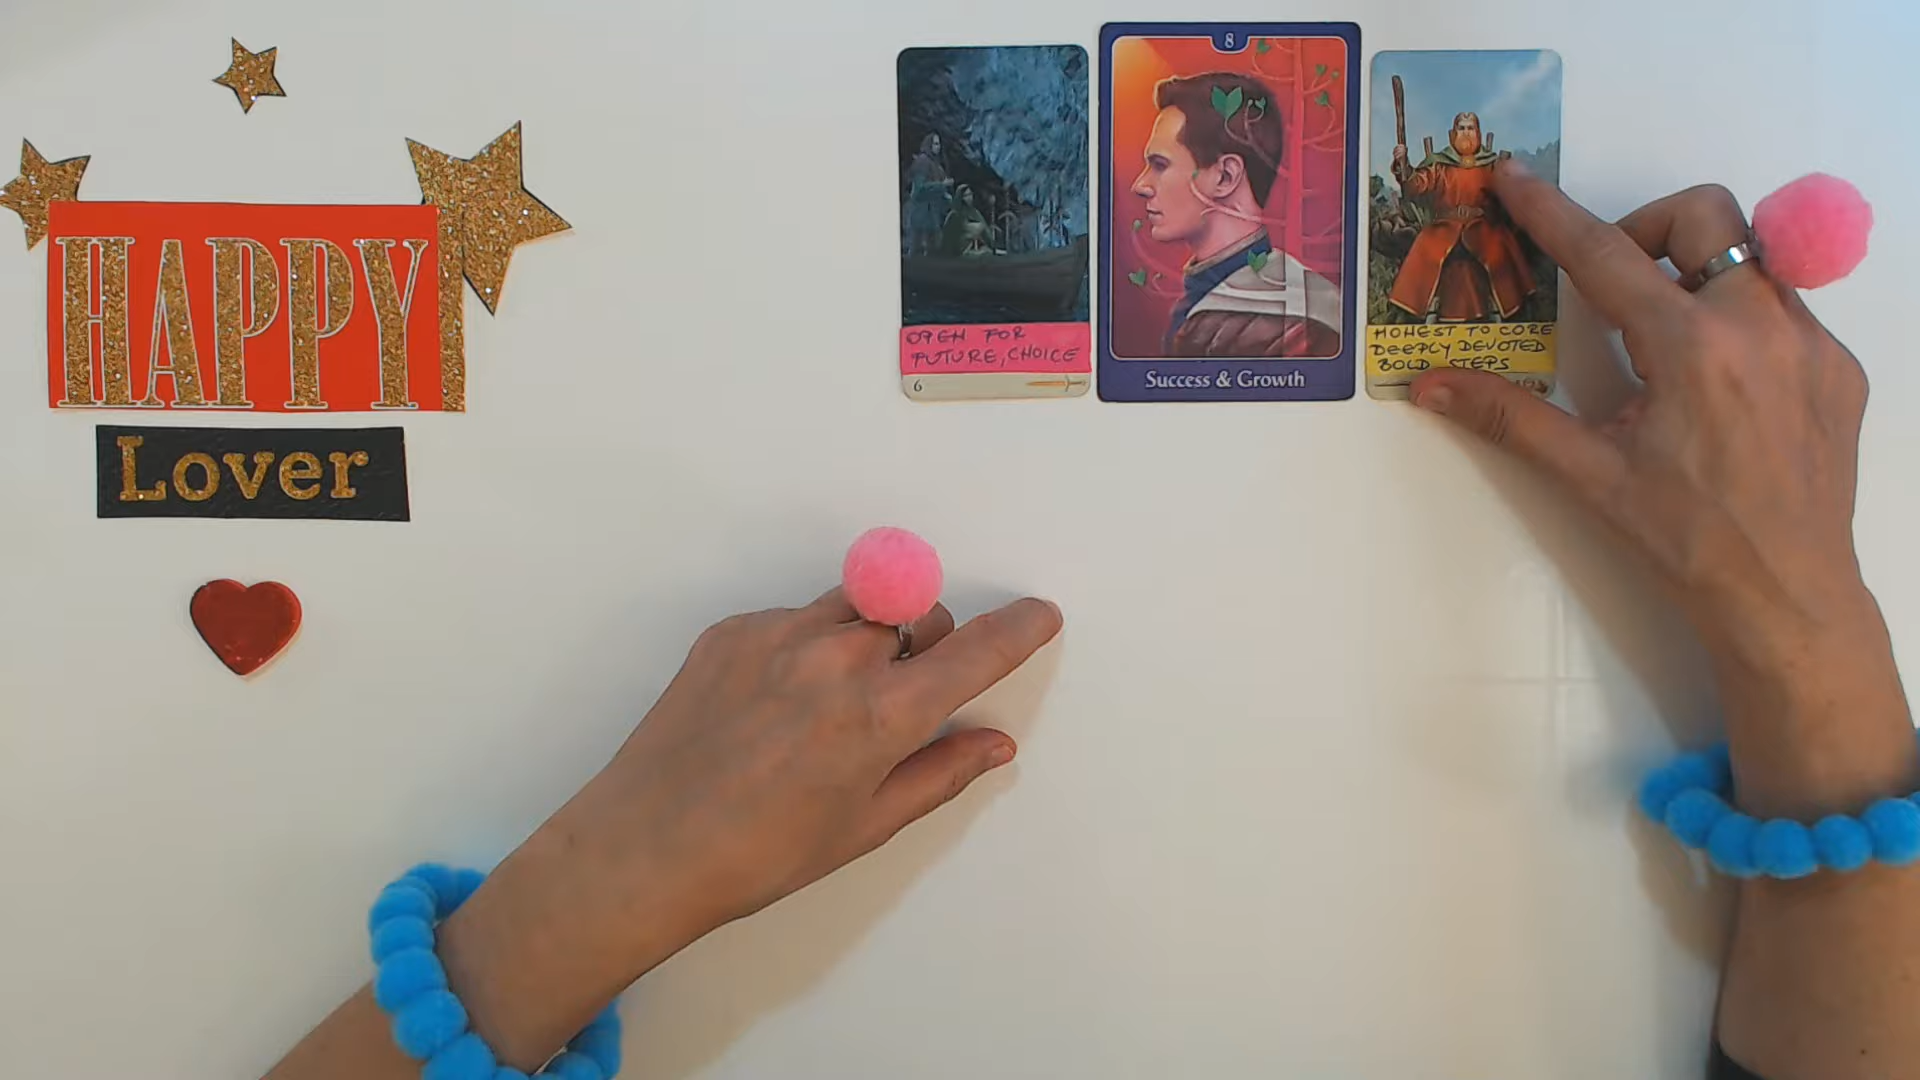 HAPPY
Lover
OPEN FOR
FUTURE, CHOICE
6
8
Success & Growth
HONEST TO CORE
DEEPLY DEVOTED
BOLD STEPS